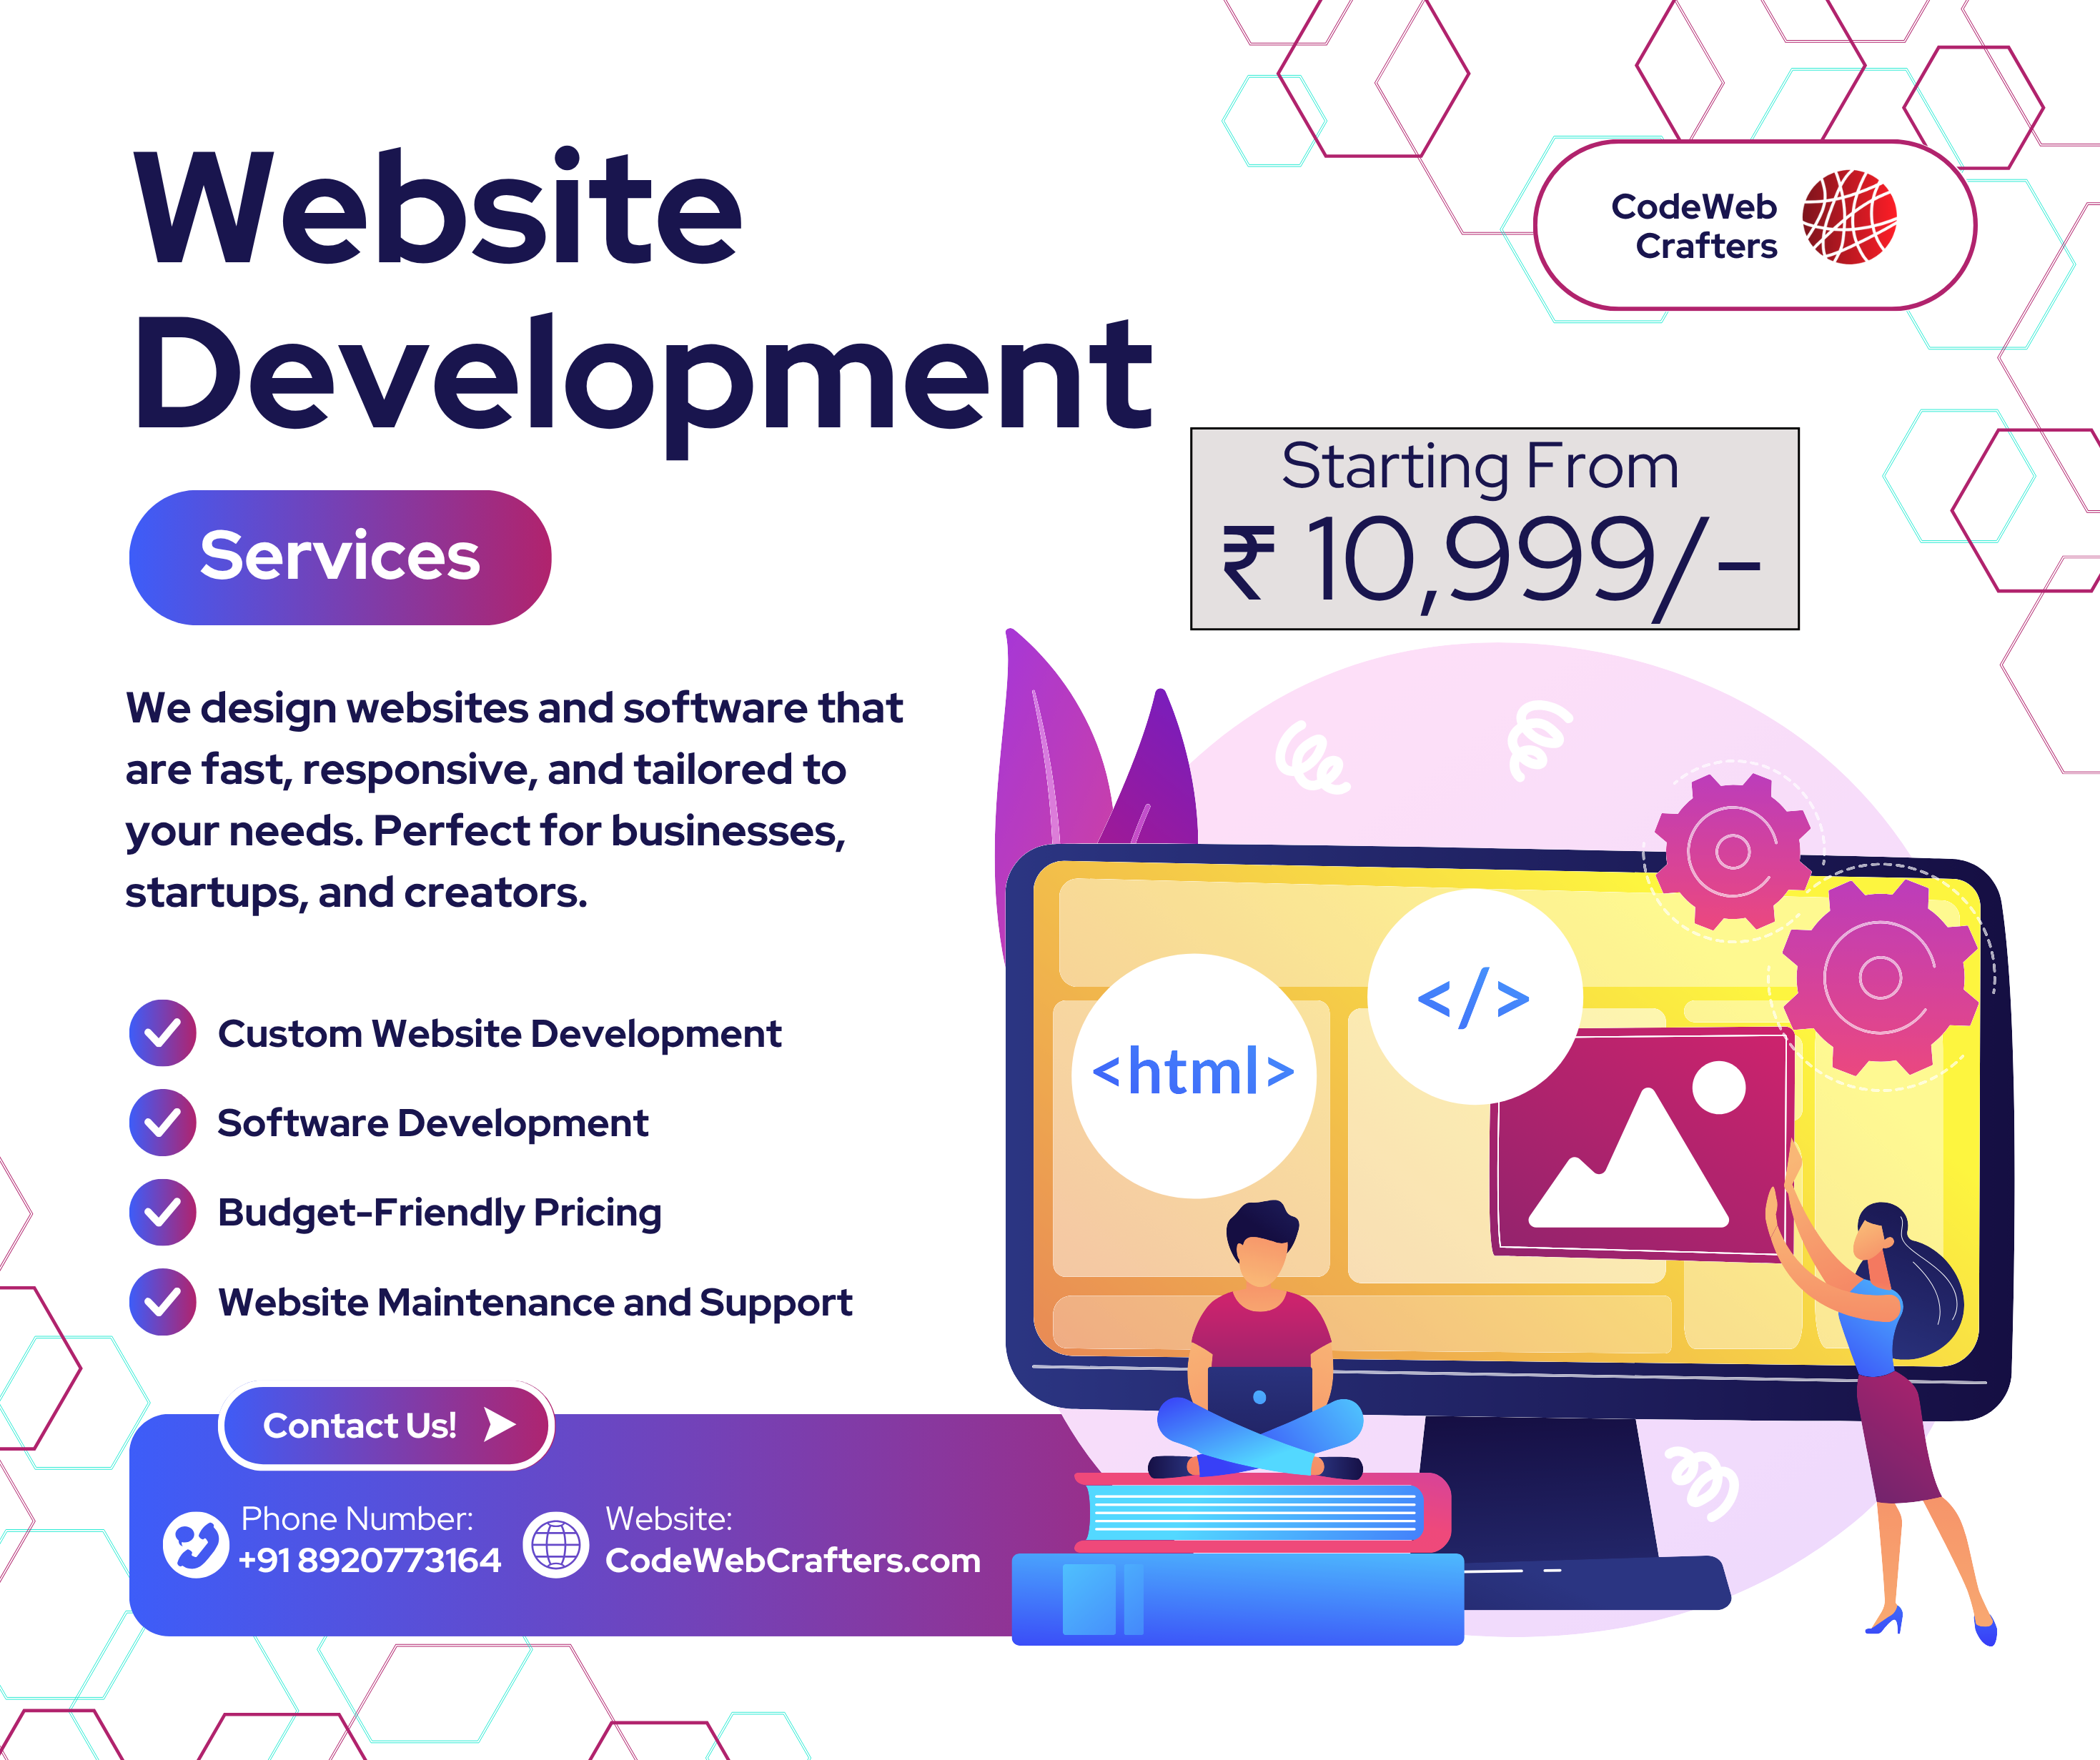 Website
Development
CodeWeb
Crafters
Services
Starting From
₹ 10,999/-
We design websites and software that
are fast, responsive, and tailored to
your needs. Perfect for businesses,
startups, and creators.
Custom Website Development
Software Development
Budget-Friendly Pricing
Website Maintenance and Support
<html>
</>
Contact Us!
Phone Number:
+91 8920773164
Website:
CodeWebCrafters.com